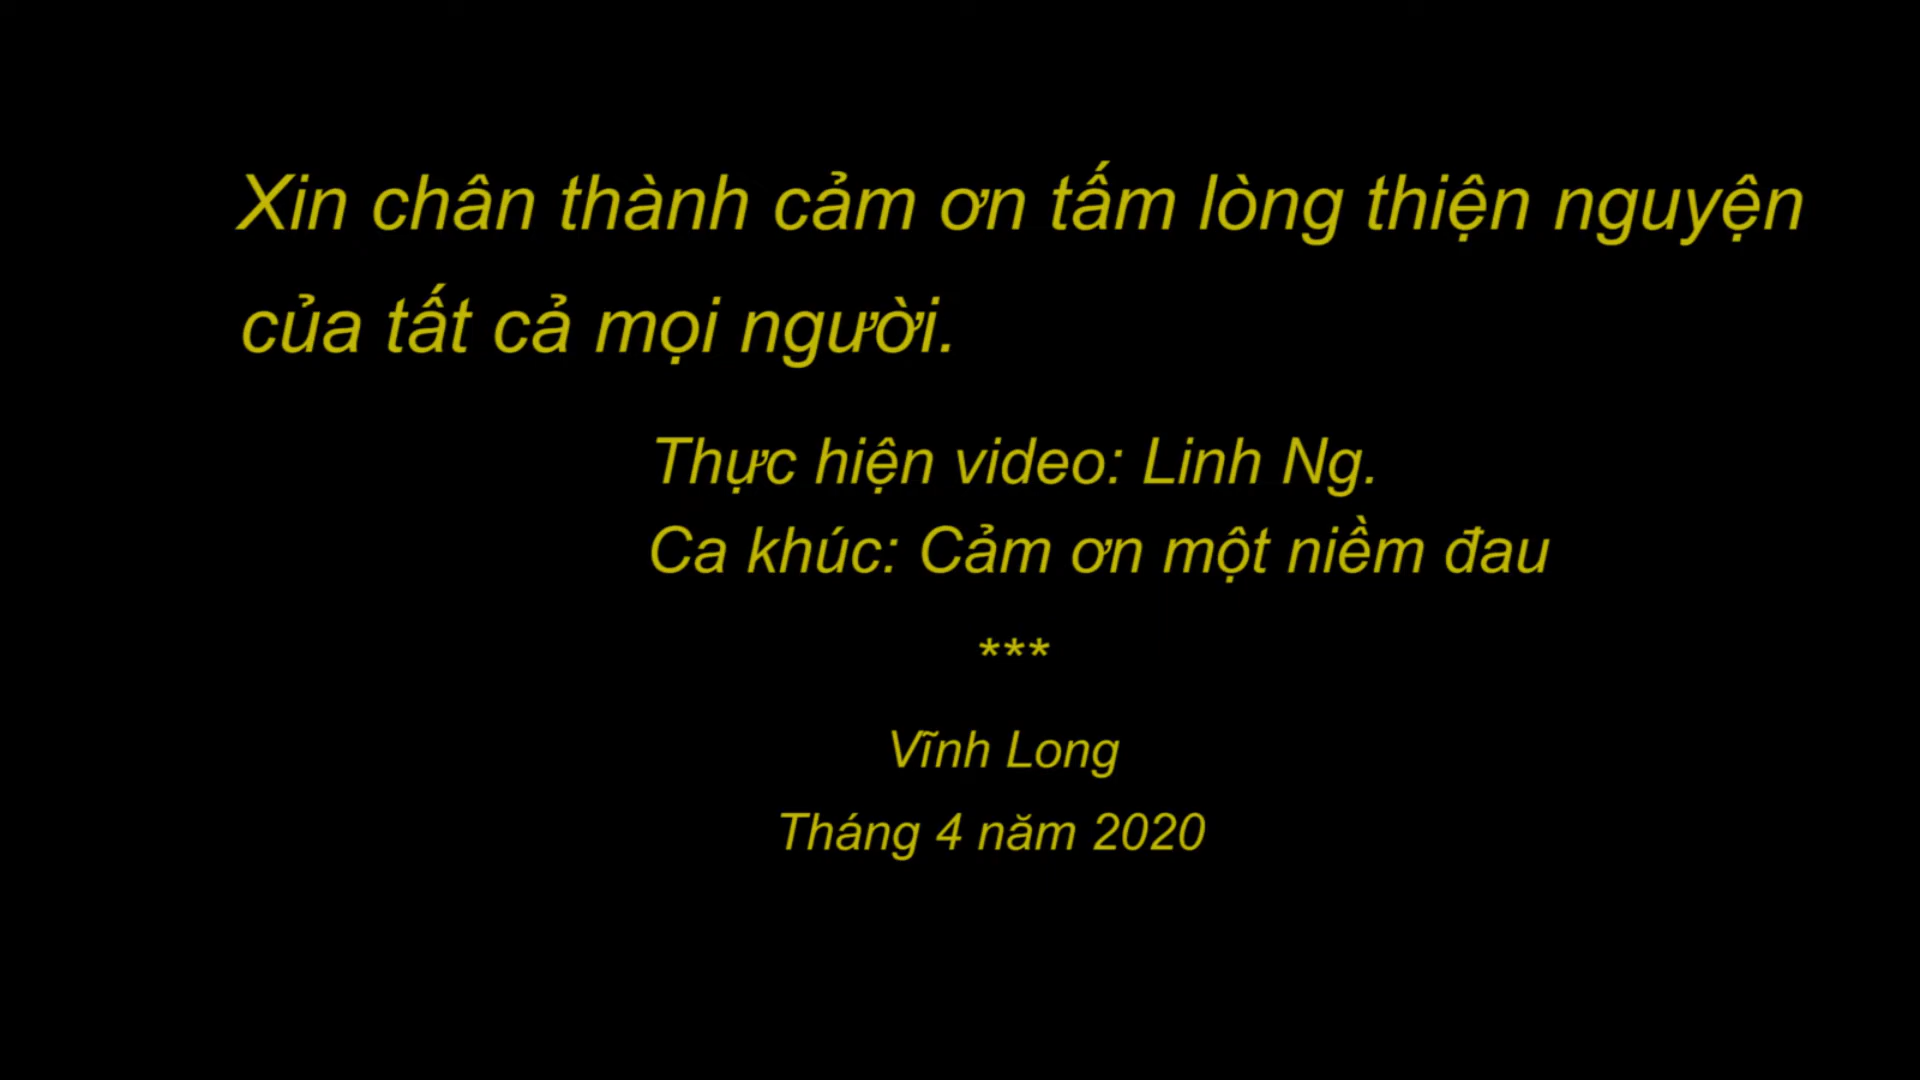 Xin chân thành cảm ơn tấm lòng thiện nguyện
của tất cả mọi người.
Thực hiện video: Linh Ng.
Ca khúc: Cảm ơn một niềm đau
***
Vĩnh Long
Tháng 4 năm 2020